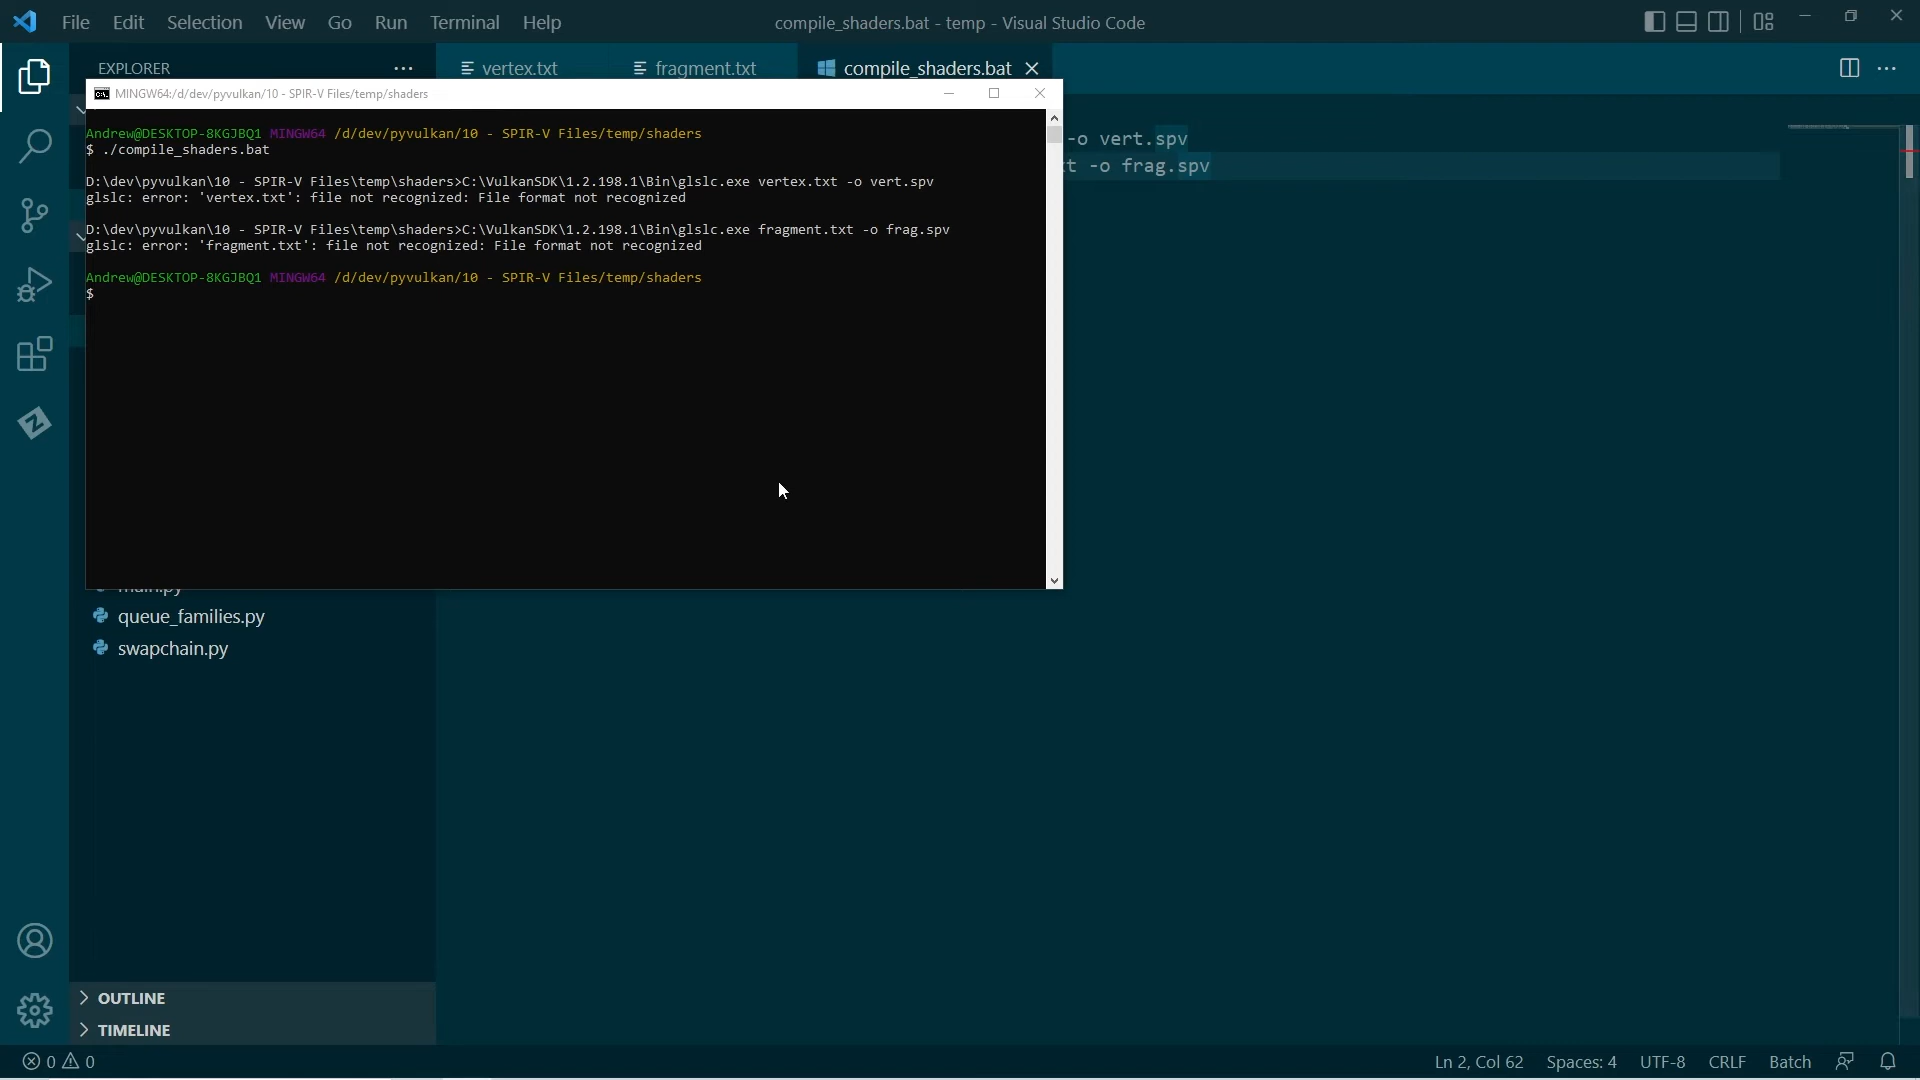 File Edit Selection View Go Run Terminal Help
compile_shaders.bat - temp - Visual Studio Code
EXPLORER
vertex.txt
fragment.txt
compile_shaders.bat
MINGW64:/d/dev/pyvulkan/10 - SPIR-V Files/temp/shaders
Andrew@DESKTOP-8KGJBQ1 MINGW64 /d/dev/pyvulkan/10 - SPIR-V Files/temp/shaders
$ ./compile_shaders.bat
D:\dev\pyvulkan\10 - SPIR-V Files\temp\shaders>C:\VulkanSDK\1.2.198.1\Bin\glslc.exe vertex.txt -o vert.spv
glslc: error: 'vertex.txt': file not recognized: File format not recognized
D:\dev\pyvulkan\10 - SPIR-V Files\temp\shaders>C:\VulkanSDK\1.2.198.1\Bin\glslc.exe fragment.txt -o frag.spv
glslc: error: 'fragment.txt': file not recognized: File format not recognized
Andrew@DESKTOP-8KGJBQ1 MINGW64 /d/dev/pyvulkan/10 - SPIR-V Files/temp/shaders
$
-o vert.spv
t -o frag.spv
main.py
queue_families.py
swapchain.py
OUTLINE
TIMELINE
0 0
Ln 2, Col 62 Spaces: 4 UTF-8 CRLF Batch